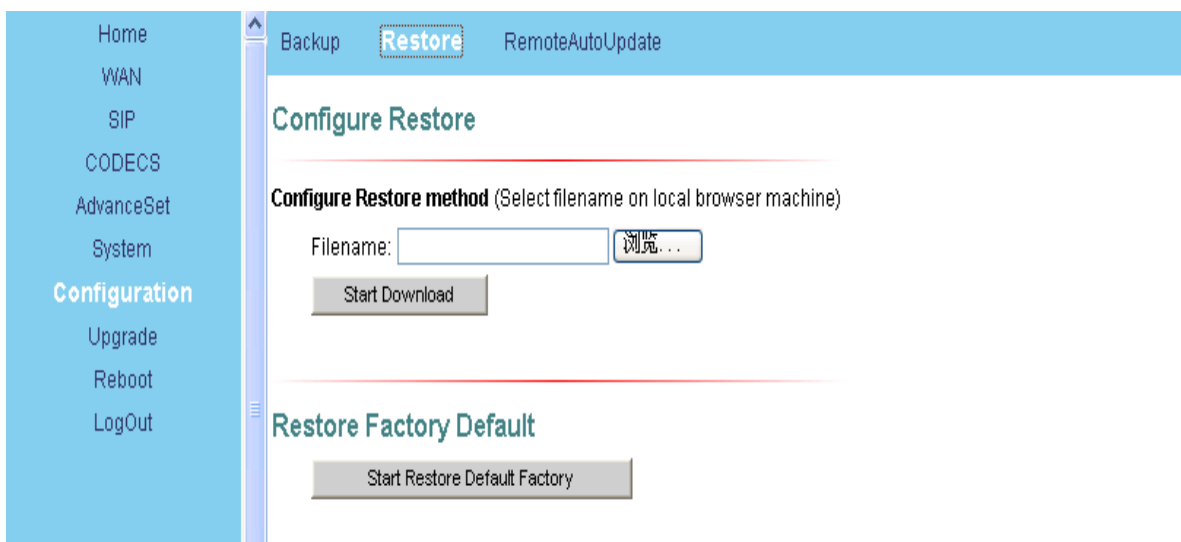 Home
WAN
SIP
CODECS
AdvanceSet
System
Configuration
Upgrade
Reboot
LogOut
Backup Restore RemoteAutoUpdate
Configure Restore
Configure Restore method (Select filename on local browser machine)
Filename: 浏览...
Start Download
Restore Factory Default
Start Restore Default Factory